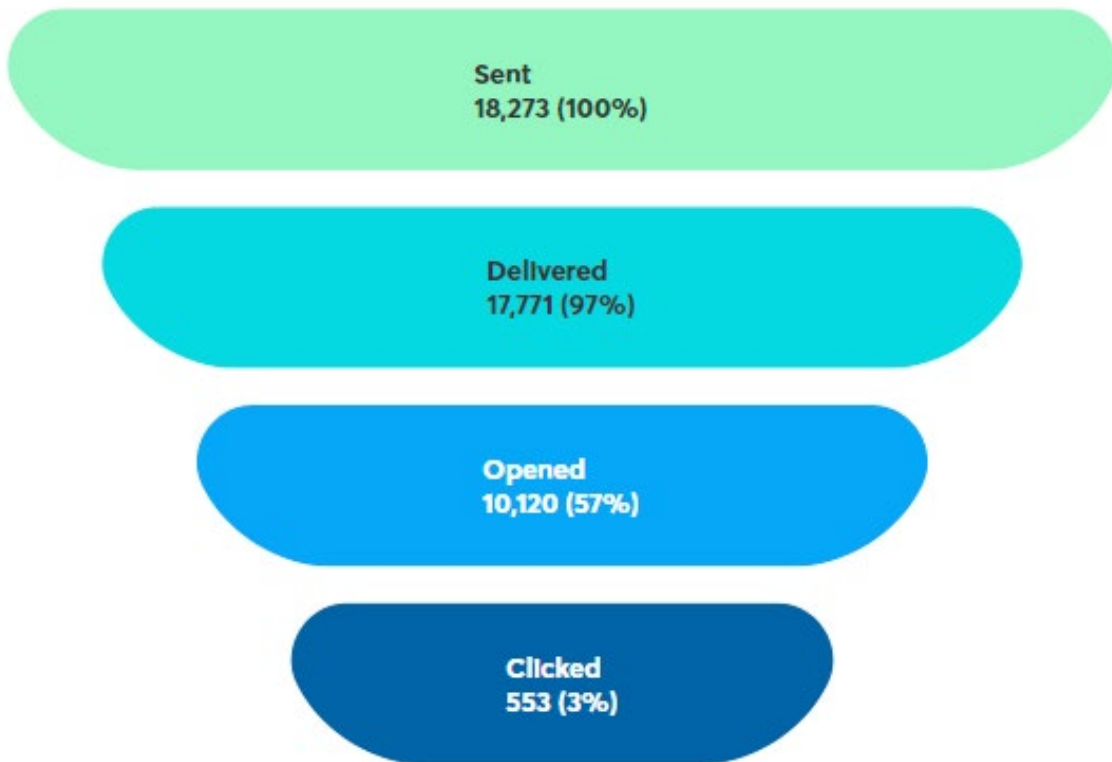 Sent
18,273 (100%)
Delivered
17,771 (97%)
Opened
10,120 (57%)
Clicked
553 (3%)